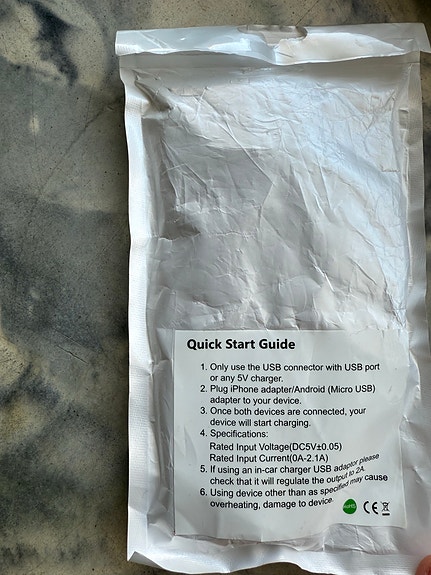 Quick Start Guide
1. Only use the USB connector with USB port
or any 5V charger.
2. Plug iPhone adapter/Android (Micro USB)
adapter to your device.
3. Once both devices are connected, your
device will start charging.
4. Specifications:
Rated Input Voltage(DC5V±0.05)
Rated Input Current(0A-2.1A)
5. If using an in-car charger USB adaptor please
check that it will regulate the output to 2A.
6. Using device other than as specified may cause
overheating, damage to device.
RoHS CE